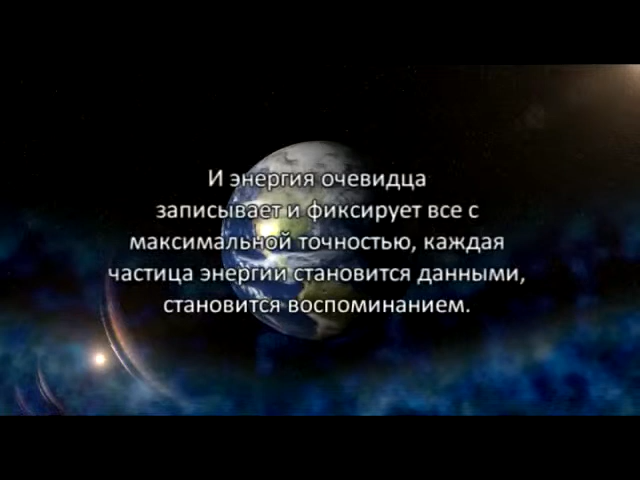 И энергия очевидца
записывает и фиксирует все с
максимальной точностью, каждая
частица энергии становится данными,
становится воспоминанием.